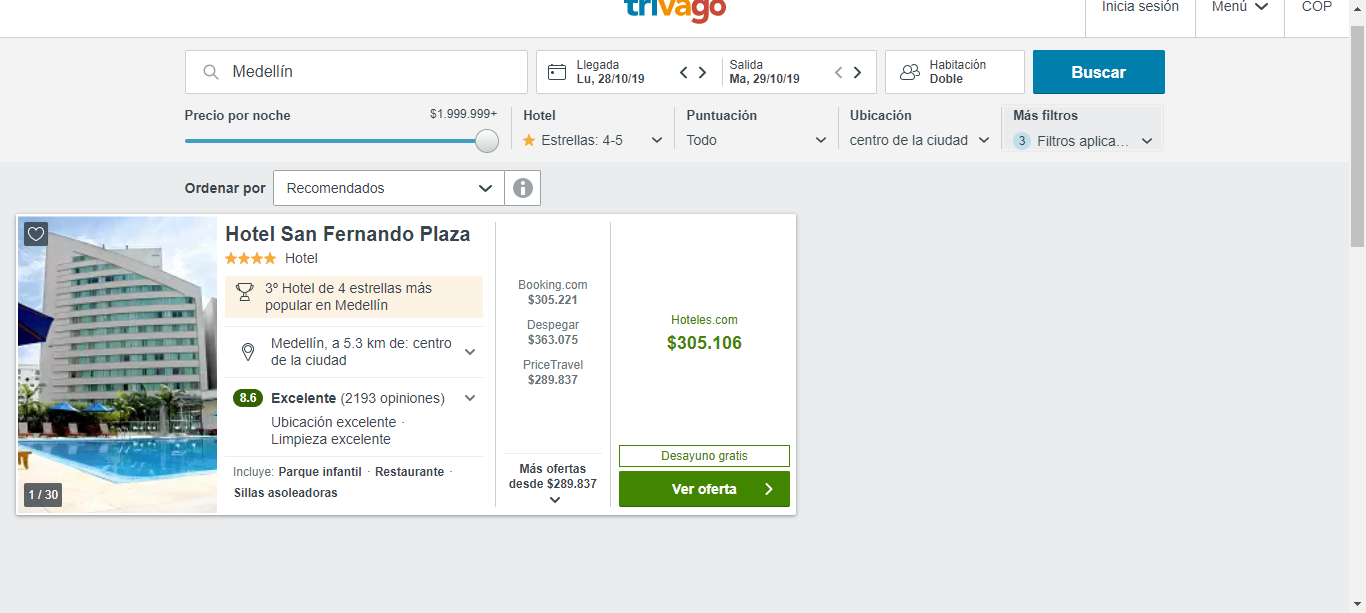 trivago
Inicia sesión
Menú
COP
Medellín
Llegada
Lu, 28/10/19
Salida
Ma, 29/10/19
Habitación
Doble
Buscar
Precio por noche
$1.999.999+
Hotel
Estrellas: 4-5
Puntuación
Todo
Ubicación
centro de la ciudad
Más filtros
3 Filtros aplica...
Ordenar por
Recomendados
Hotel San Fernando Plaza
Hotel
3º Hotel de 4 estrellas más
popular en Medellín
Medellín, a 5.3 km de: centro
de la ciudad
8.6 Excelente (2193 opiniones)
Ubicación excelente ·
Limpieza excelente
Incluye: Parque infantil · Restaurante ·
Sillas asoleadoras
1 / 30
Booking.com
$305.221
Despegar
$363.075
PriceTravel
$289.837
Más ofertas
desde $289.837
Hoteles.com
$305.106
Desayuno gratis
Ver oferta